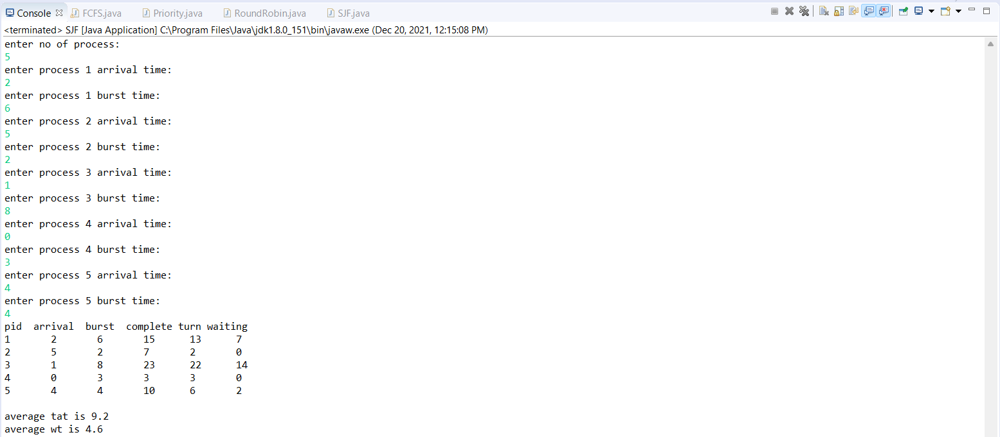 Console FCFS.java Priority.java RoundRobin.java SJF.java
<terminated> SJF [Java Application] C:\Program Files\Java\jdk1.8.0_151\bin\javaw.exe (Dec 20, 2021, 12:15:08 PM)
enter no of process:
5
enter process 1 arrival time:
2
enter process 1 burst time:
6
enter process 2 arrival time:
5
enter process 2 burst time:
2
enter process 3 arrival time:
1
enter process 3 burst time:
8
enter process 4 arrival time:
0
enter process 4 burst time:
3
enter process 5 arrival time:
4
enter process 5 burst time:
4
pid  arrival  burst  complete turn waiting
1       2       6       15      13      7
2       5       2       7       2       0
3       1       8       23      22      14
4       0       3       3       3       0
5       4       4       10      6       2
average tat is 9.2
average wt is 4.6